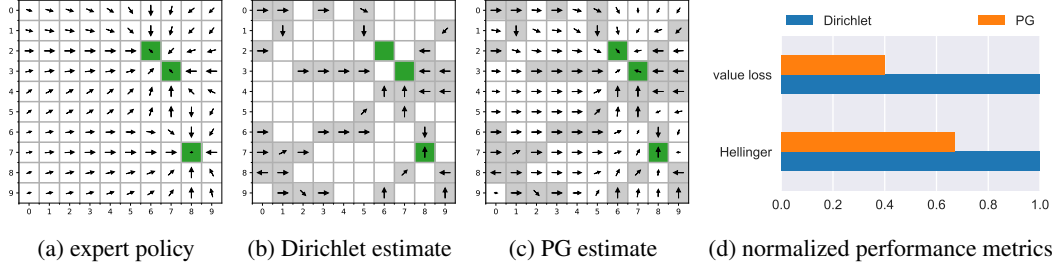 0
1
2
3
4
5
6
7
8
9
0 1 2 3 4 5 6 7 8 9
(a) expert policy
0
1
2
3
4
5
6
7
8
9
0 1 2 3 4 5 6 7 8 9
(b) Dirichlet estimate
0
1
2
3
4
5
6
7
8
9
0 1 2 3 4 5 6 7 8 9
(c) PG estimate
Dirichlet PG
value loss
Hellinger
0.0 0.2 0.4 0.6 0.8 1.0
(d) normalized performance metrics